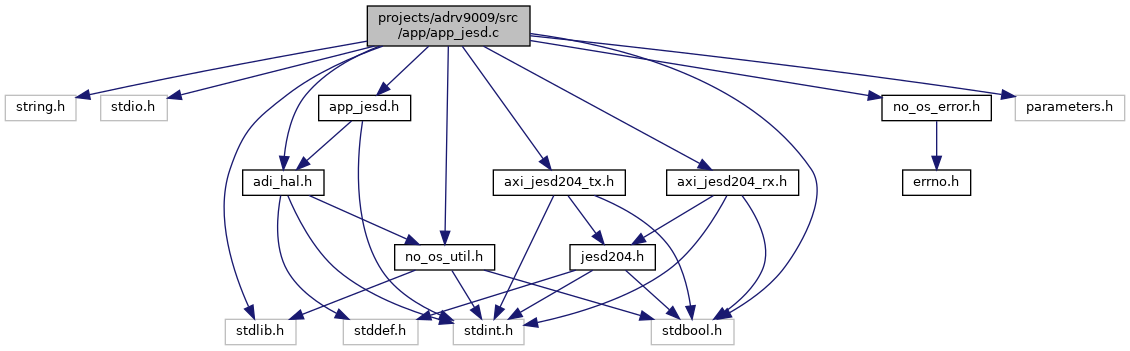 projects/adrv9009/src
/app/app_jesd.c
string.h
stdio.h
app_jesd.h
no_os_error.h
parameters.h
adi_hal.h
axi_jesd204_tx.h
axi_jesd204_rx.h
errno.h
no_os_util.h
jesd204.h
stdlib.h
stddef.h
stdint.h
stdbool.h